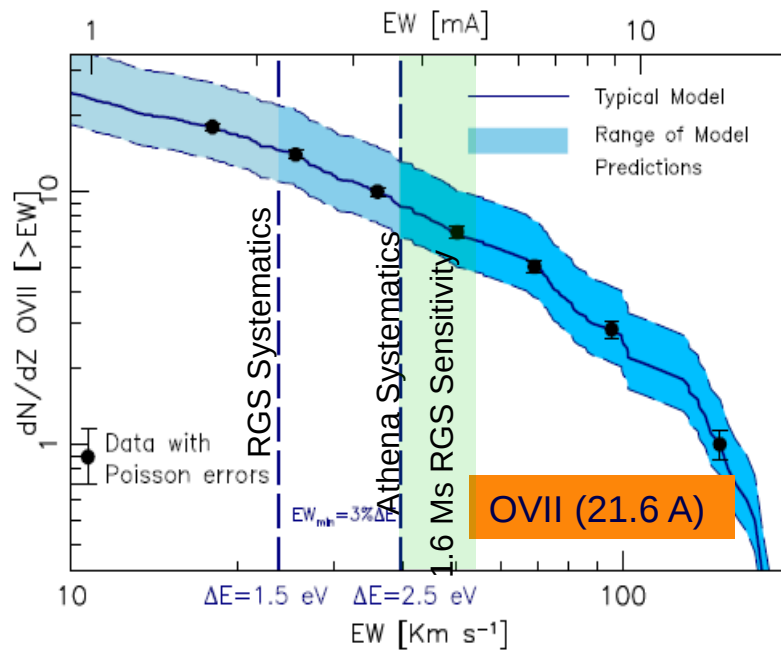 EW [mA]
1
10
Typical Model
Range of Model
Predictions
dN/dZ OVII [>EW]
10
1
RGS Systematics
Athena Systematics
1.6 Ms RGS Sensitivity
Data with
Poisson errors
EWmin=3%ΔE
OVII (21.6 A)
10
100
ΔE=1.5 eV
ΔE=2.5 eV
EW [Km s⁻¹]